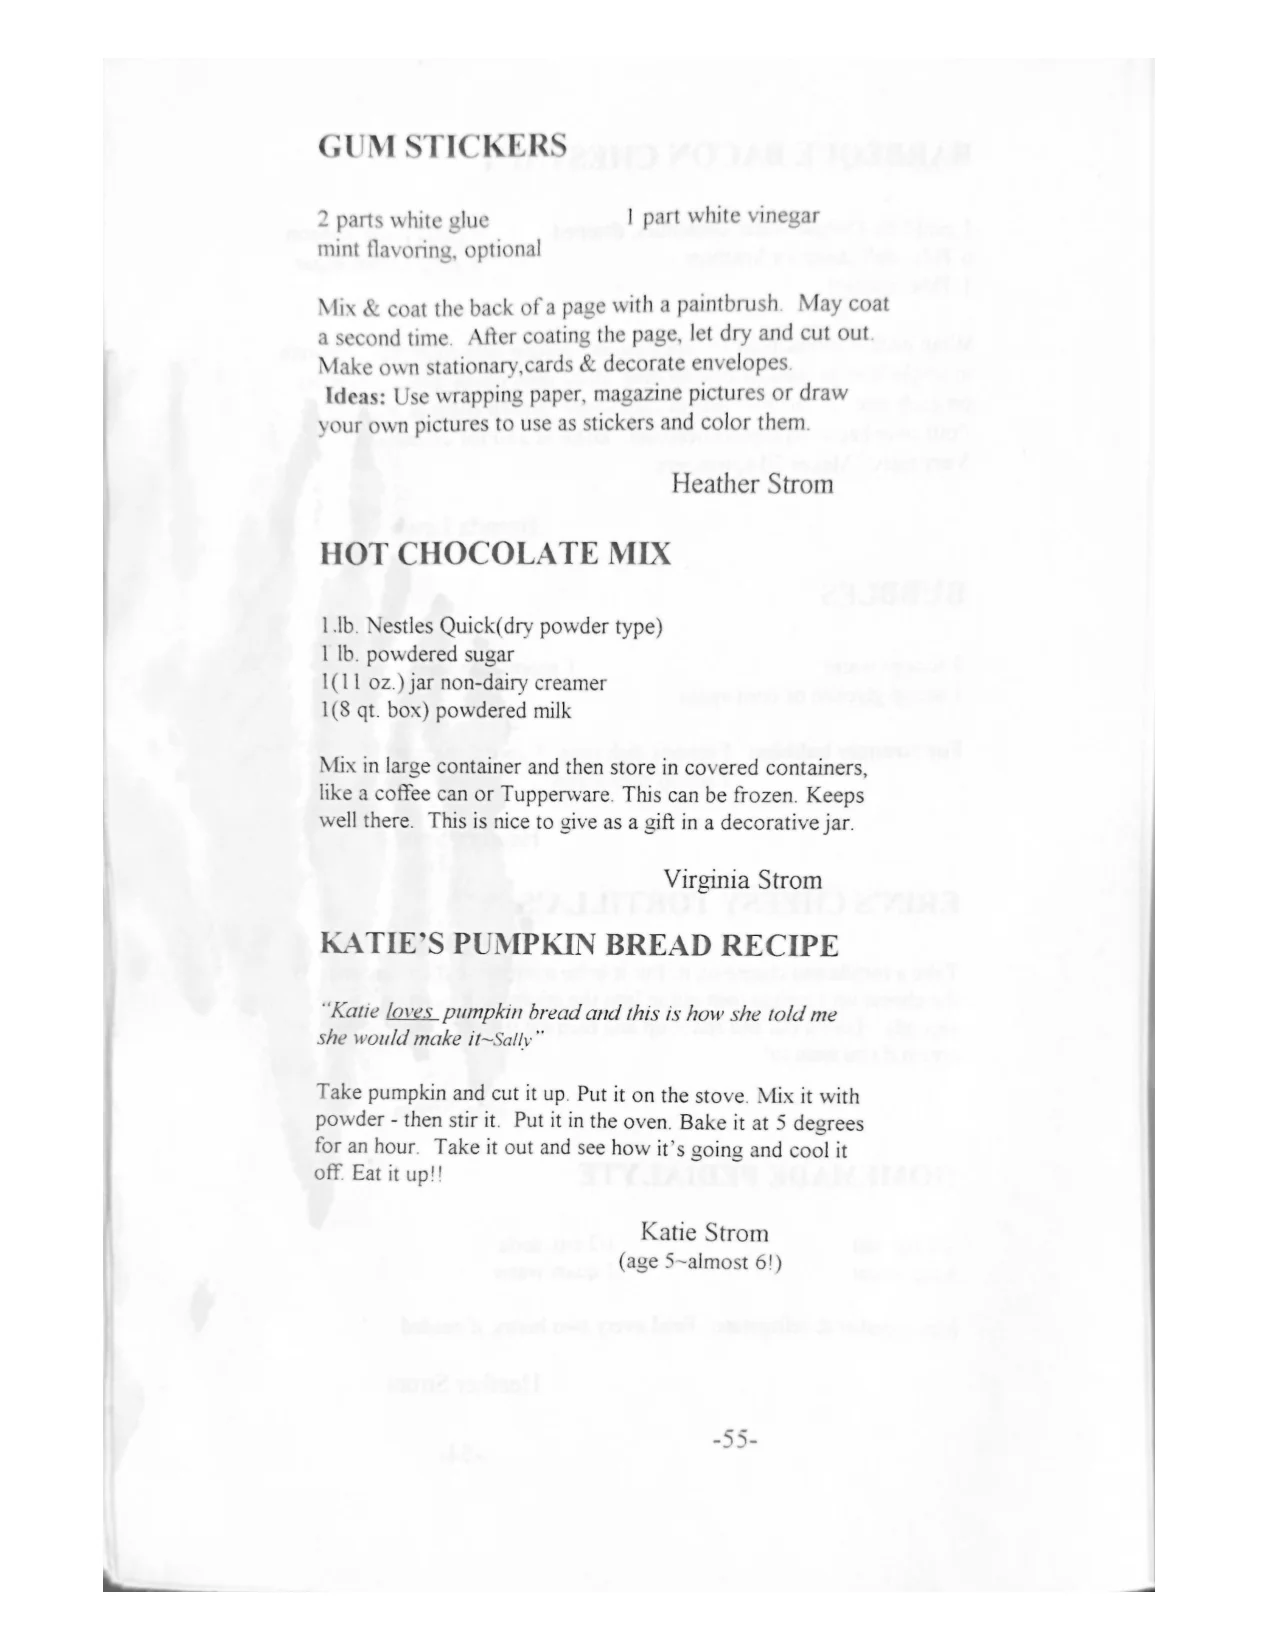 GUM STICKERS
2 parts white glue 1 part white vinegar
mint flavoring, optional
Mix & coat the back of a page with a paintbrush. May coat
a second time. After coating the page, let dry and cut out.
Make own stationary,cards & decorate envelopes.
Ideas: Use wrapping paper, magazine pictures or draw
your own pictures to use as stickers and color them.
Heather Strom
HOT CHOCOLATE MIX
1 .lb. Nestles Quick(dry powder type)
1 lb. powdered sugar
1(11 oz.) jar non-dairy creamer
1(8 qt. box) powdered milk
Mix in large container and then store in covered containers,
like a coffee can or Tupperware. This can be frozen. Keeps
well there. This is nice to give as a gift in a decorative jar.
Virginia Strom
KATIE'S PUMPKIN BREAD RECIPE
"Katie loves pumpkin bread and this is how she told me
she would make it~Sally"
Take pumpkin and cut it up. Put it on the stove. Mix it with
powder - then stir it. Put it in the oven. Bake it at 5 degrees
for an hour. Take it out and see how it's going and cool it
off. Eat it up!!
Katie Strom
(age 5~almost 6!)
-55-